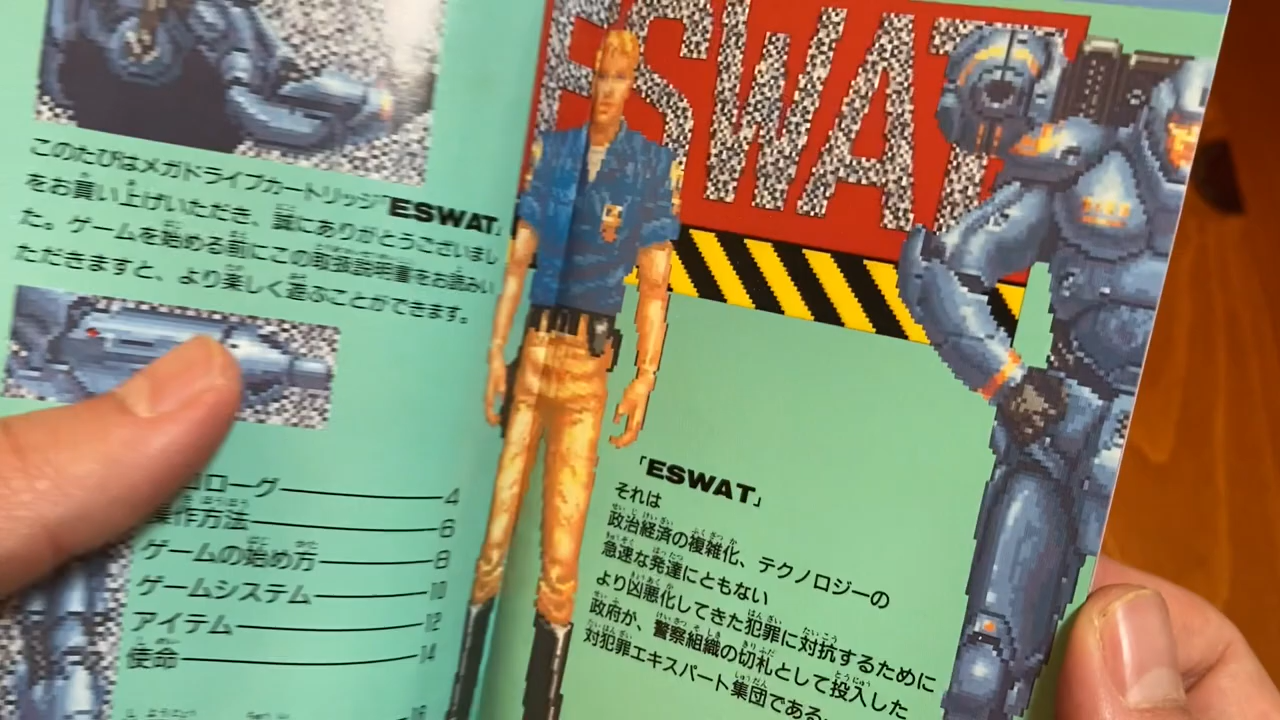 このたびはメガドライブカートリッジ「ESWAT」
をお買い上げいただき、誠にありがとうございまし
た。ゲームを始める前にこの取扱説明書をお読みい
ただきますと、より楽しく遊ぶことができます。
ローグ 4
操作方法 6
ゲームの始め方 8
ゲームシステム 10
アイテム 12
使命 14
16
ESWAT
「ESWAT」
それは
政治経済の複雑化、テクノロジーの
急速な発達にともない
より凶悪化してきた犯罪に対抗するために
政府が、警察組織の切札として投入した
対犯罪エキスパート集団である。